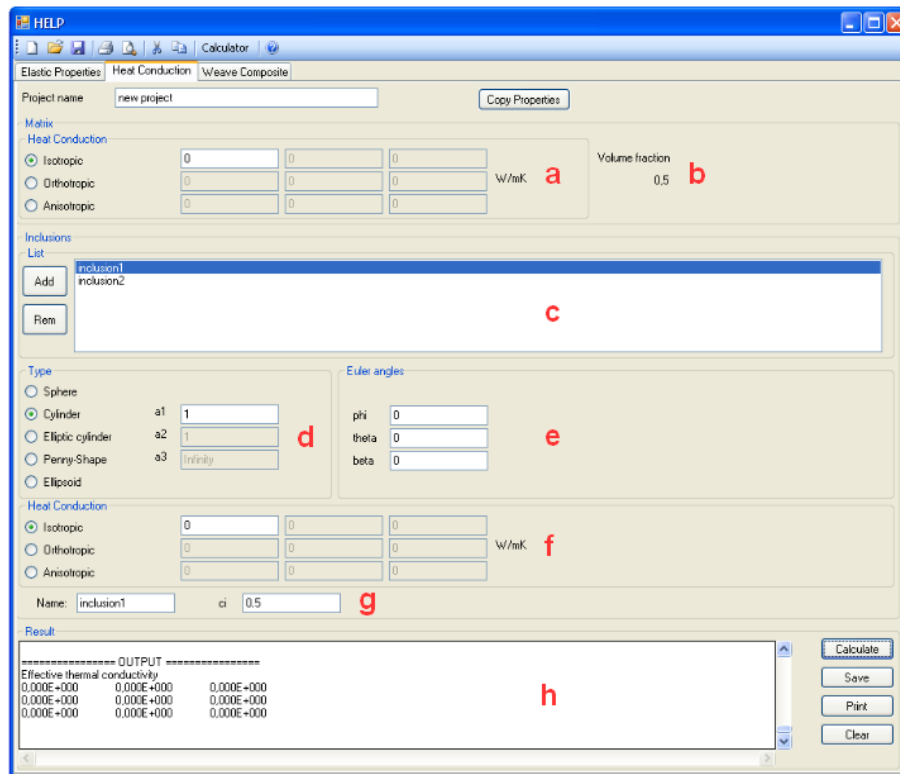 HELP
Calculator
Elastic Properties Heat Conduction Weave Composite
Project name new project Copy Properties
Matrix
Heat Conduction
Isotropic 0 0 0
Orthotropic 0 0 0 W/mK a
Anisotropic 0 0 0
Volume fraction
0,5 b
Inclusions
List
Add
Rem
inclusion1
inclusion2
c
Type
Sphere
Cylinder a1 1
Elliptic cylinder a2 1 d
Penny-Shape a3 Infinity
Ellipsoid
Euler angles
phi 0
theta 0 e
beta 0
Heat Conduction
Isotropic 0 0 0
Orthotropic 0 0 0 W/mK f
Anisotropic 0 0 0
Name: inclusion1 ci 0,5 g
Result
================ OUTPUT ================
Effective thermal conductivity
0,000E+000 0,000E+000 0,000E+000
0,000E+000 0,000E+000 0,000E+000
0,000E+000 0,000E+000 0,000E+000
h
Calculate
Save
Print
Clear